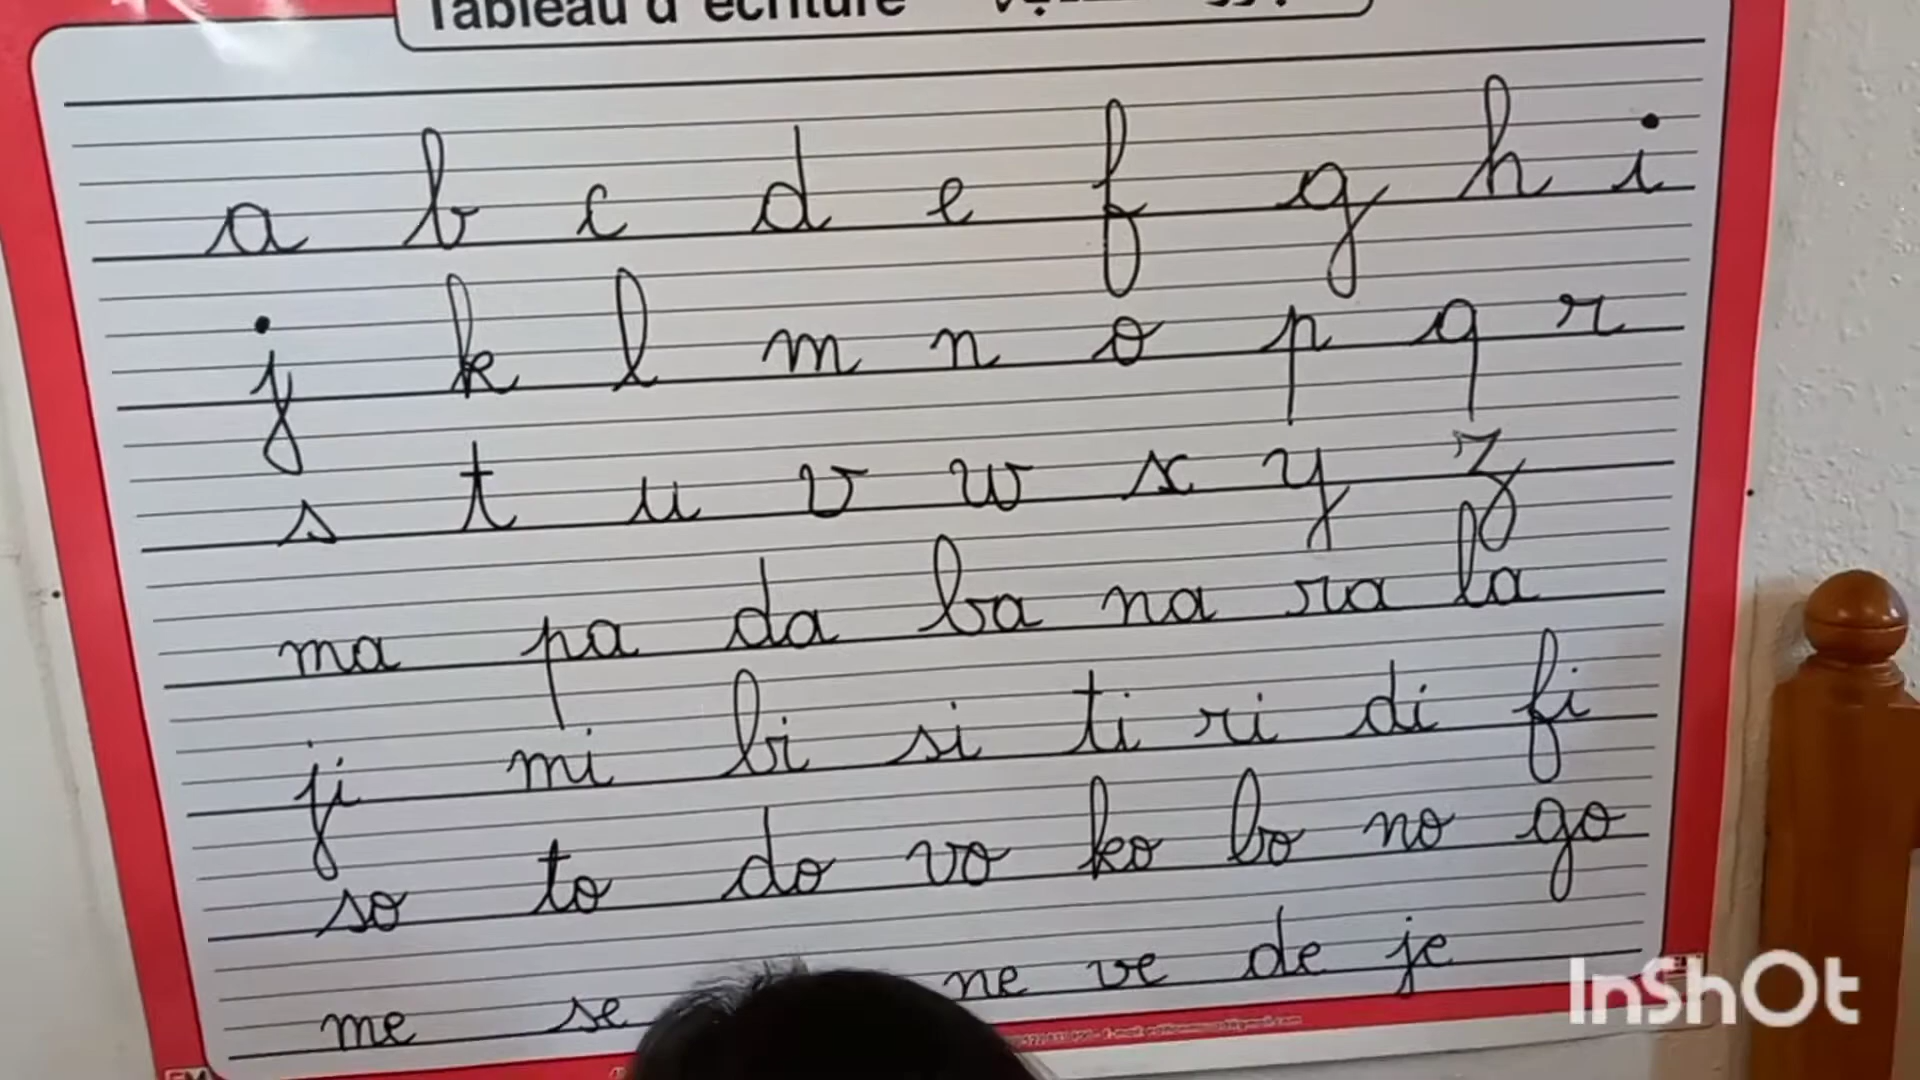 Tableau d'écriture
a b c d e f g h i
j k l m n o p q r
s t u v w x y z
ma pa da ba na ra la
ji mi bi si ti ri di fi
so to do vo ko bo no go
me se ne ve de je
InShOt